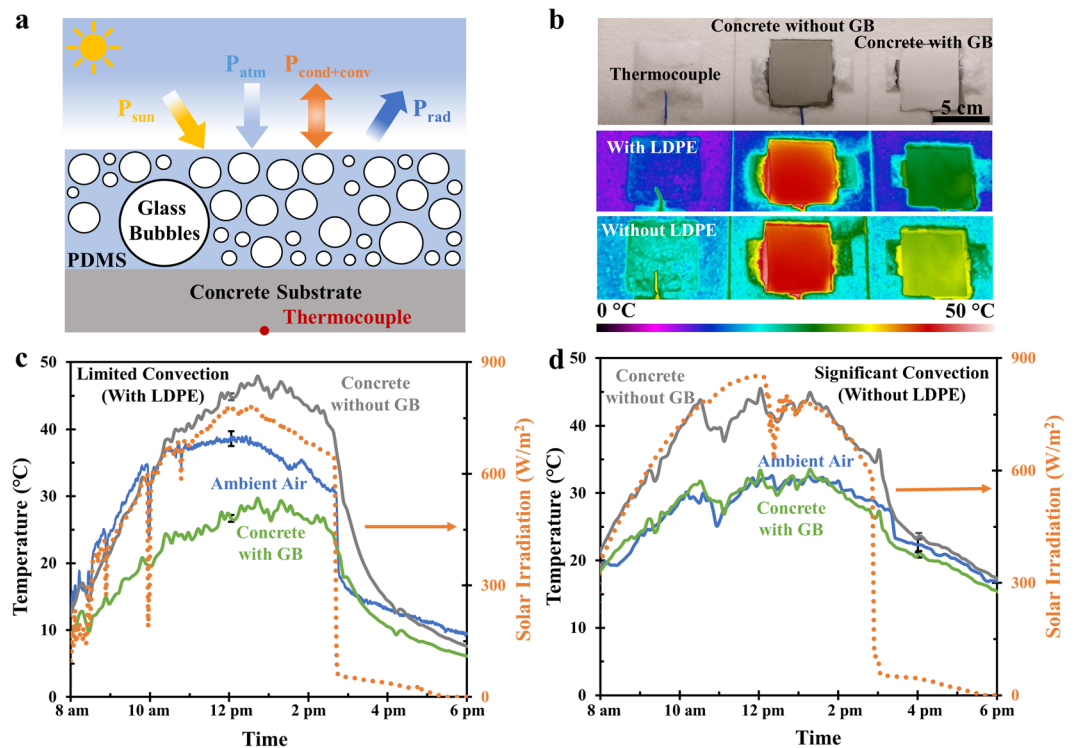 a
P_sun
P_atm
P_cond+conv
P_rad
Glass
Bubbles
PDMS
Concrete Substrate
Thermocouple
b
Concrete without GB
Concrete with GB
Thermocouple
5 cm
With LDPE
Without LDPE
0 °C
50 °C
c
Limited Convection
(With LDPE)
Concrete
without GB
Ambient Air
Concrete
with GB
Temperature (°C)
50
40
30
20
10
0
Solar Irradiation (W/m²)
900
600
300
0
8 am
10 am
12 pm
2 pm
4 pm
6 pm
Time
d
Concrete
without GB
Significant Convection
(Without LDPE)
Ambient Air
Concrete
with GB
Temperature (°C)
50
40
30
20
10
0
Solar Irradiation (W/m²)
900
600
300
0
8 am
10 am
12 pm
2 pm
4 pm
6 pm
Time